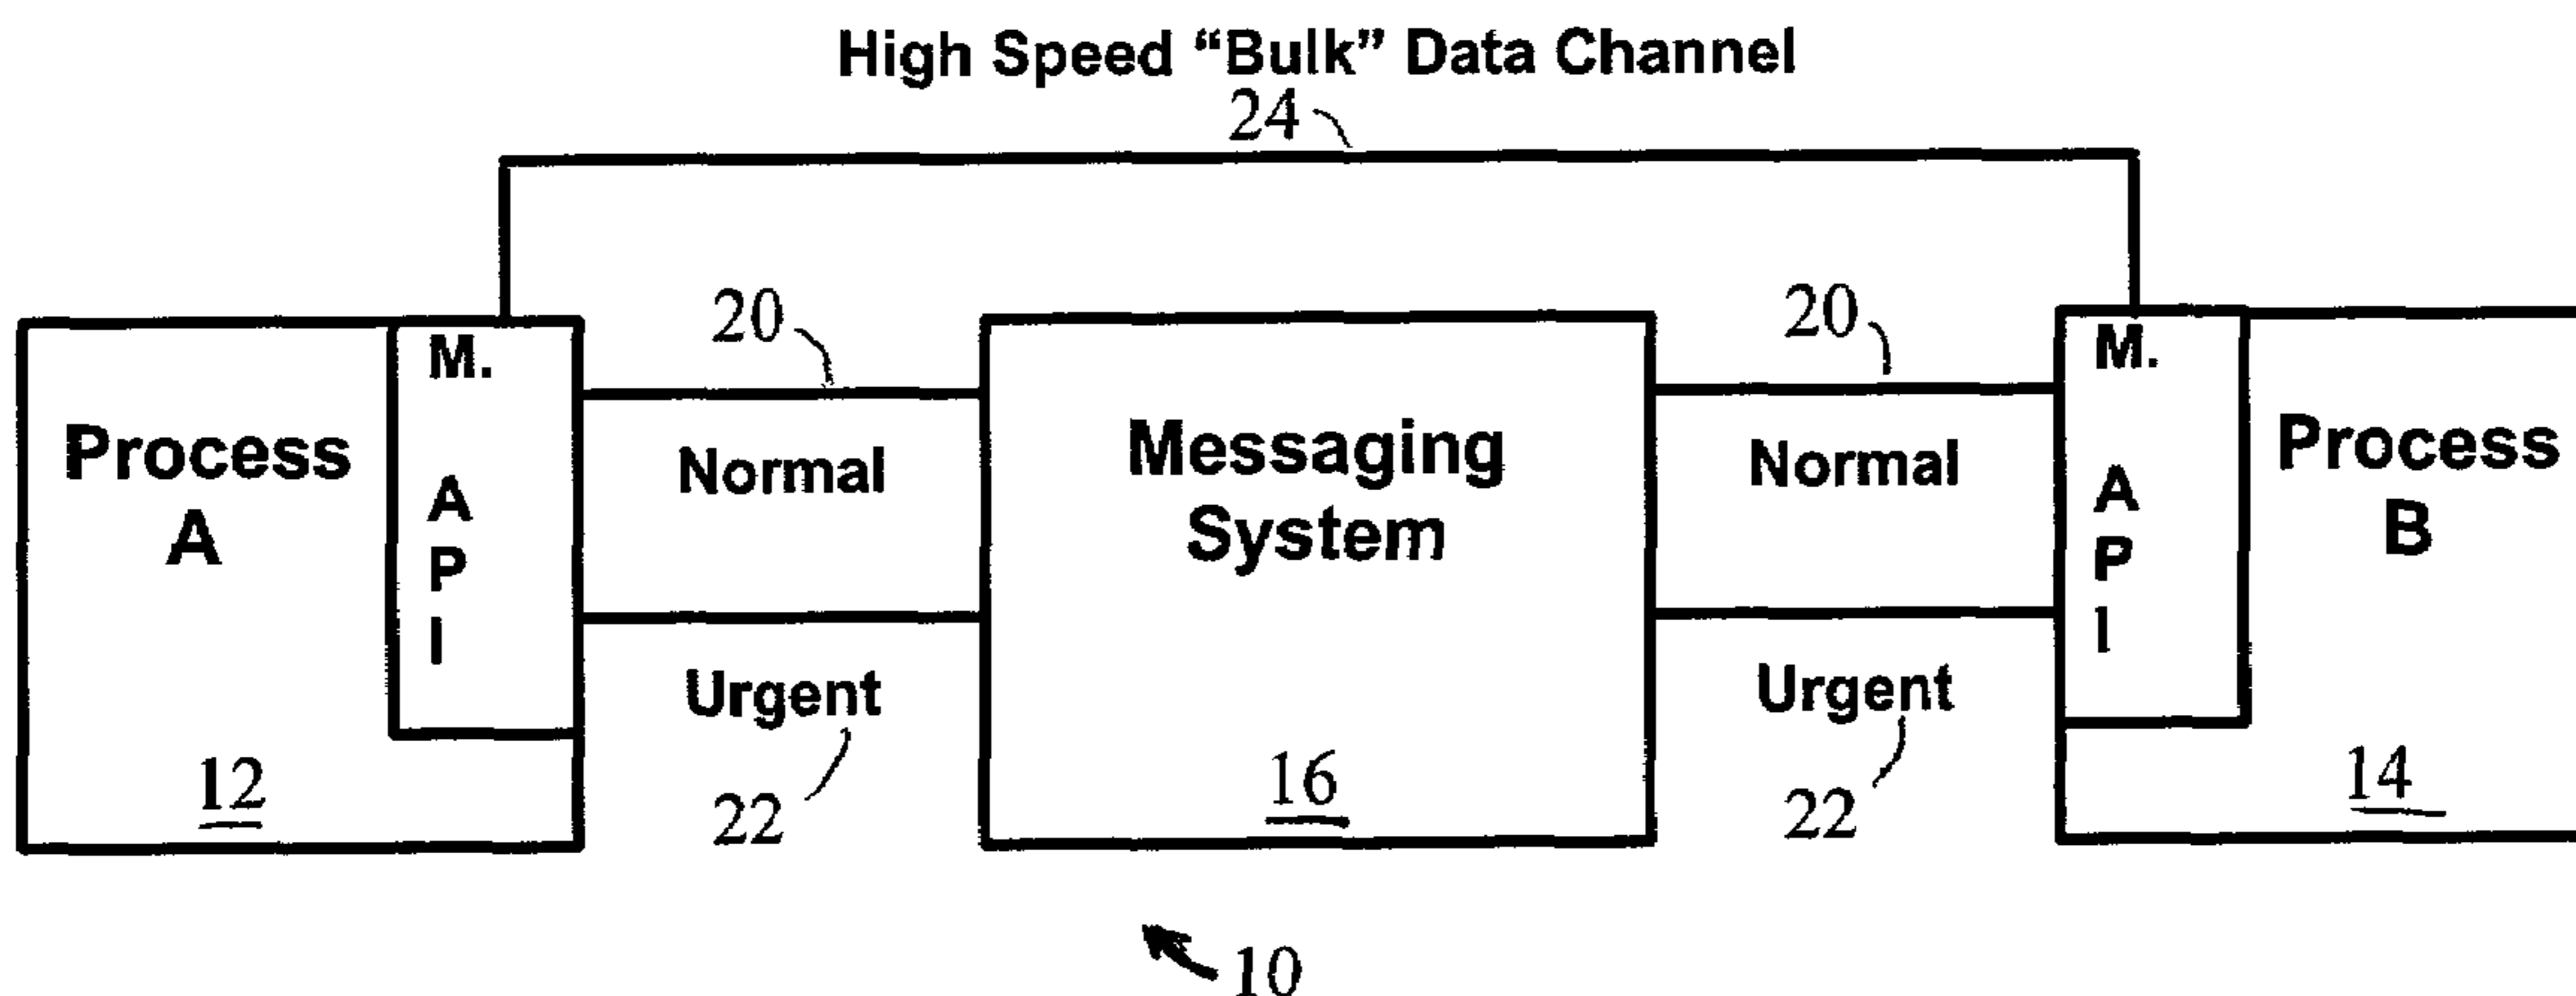 High Speed “Bulk” Data Channel
24
20
20
M.
A
P
I
Process
A
12
Normal
Urgent
22
Messaging
System
16
Normal
Urgent
22
M.
A
P
I
Process
B
14
10